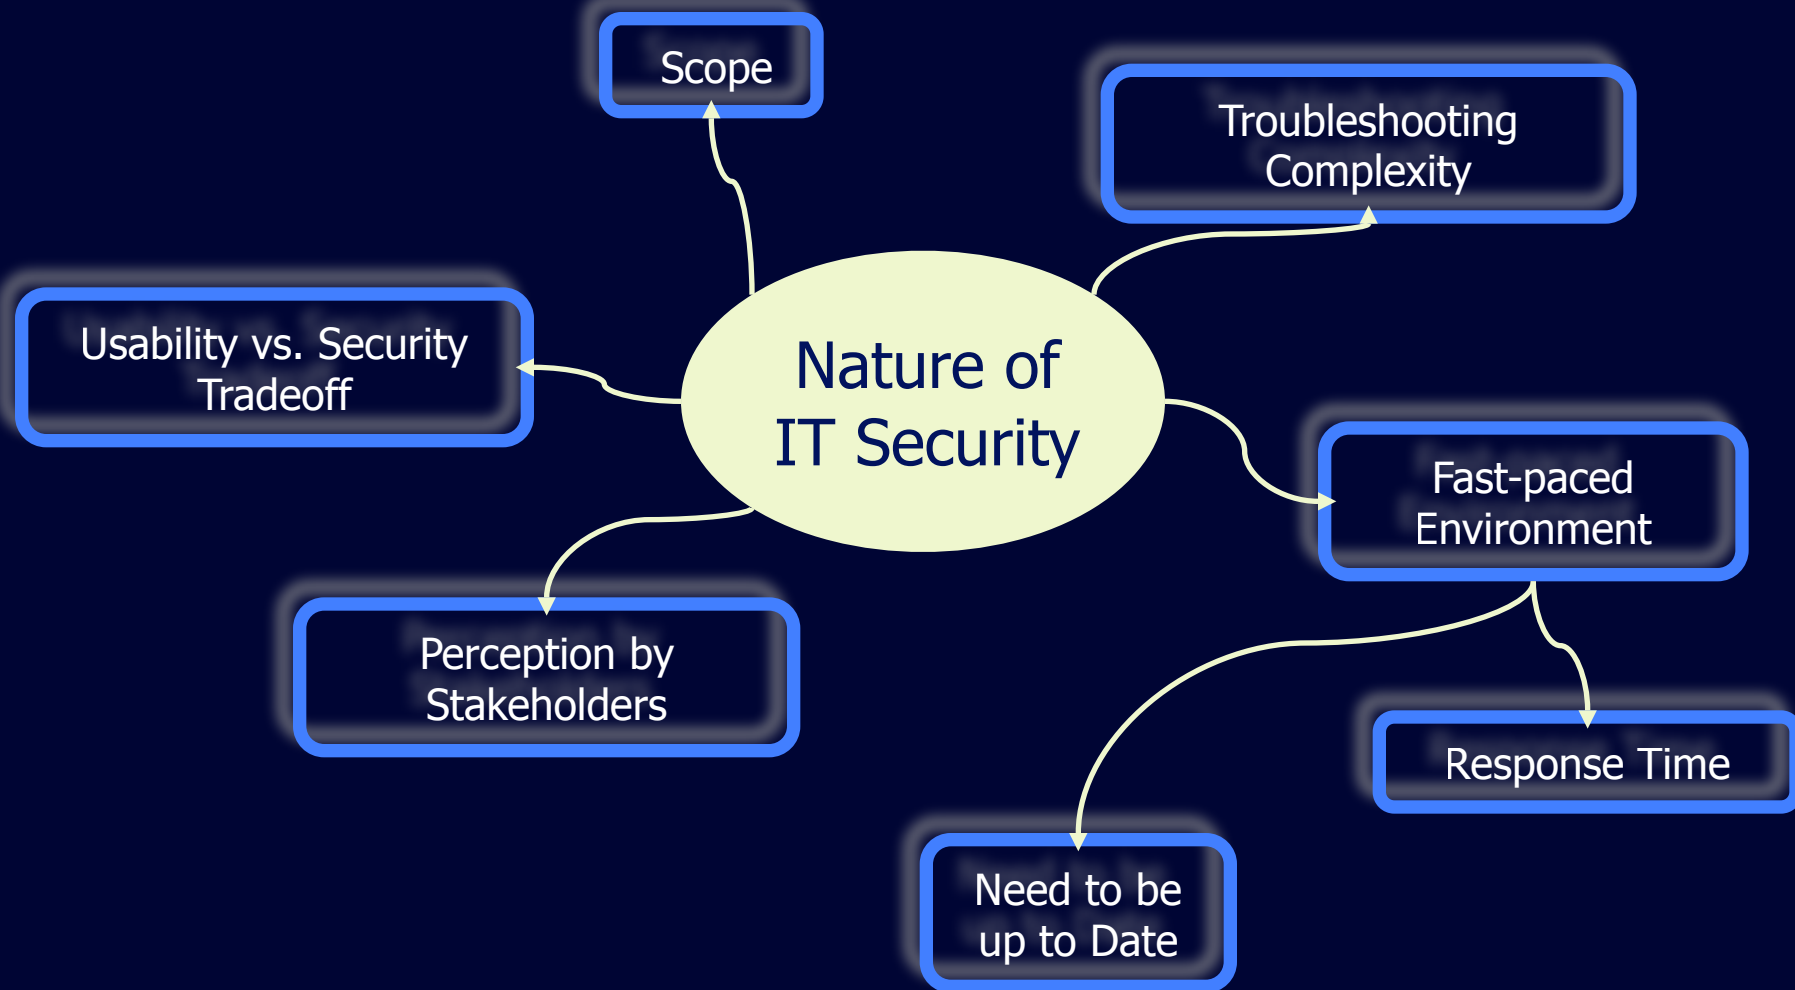 Scope
Troubleshooting
Complexity
Usability vs. Security
Tradeoff
Nature of
IT Security
Fast-paced
Environment
Perception by
Stakeholders
Response Time
Need to be
up to Date